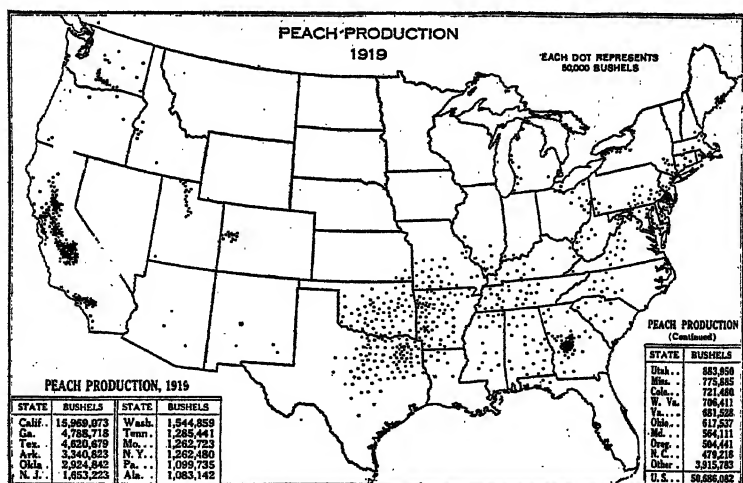 PEACH PRODUCTION
1919
EACH DOT REPRESENTS
50,000 BUSHELS
PEACH PRODUCTION, 1919
STATE BUSHELS STATE BUSHELS
Calif.. 15,969,073 Wash. 1,544,859
Ga. 4,788,718 Tenn. 1,285,441
Tex. 4,620,679 Mo... 1,262,723
Ark. 3,340,823 N. Y. 1,262,480
Okla 2,924,842 Pa. 1,099,735
N. J. 1,653,223 Ala. 1,083,142
PEACH PRODUCTION
(Continued)
STATE BUSHELS
Utah.. 883,950
Miss. 775,885
Colo... 721,480
W. Va. 706,411
Va. 681,528
Ohio.. 617,537
Md. 564,111
Oreg. 504,441
N. C. 479,218
Other 3,915,783
U. S... 50,686,082